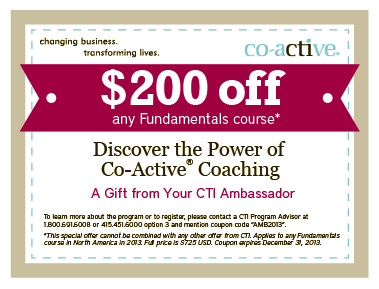 changing business.
transforming lives.
co-active.
$200 off
any Fundamentals course*
Discover the Power of
Co-Active® Coaching
A Gift from Your CTI Ambassador
To learn more about the program or to register, please contact a CTI Program Advisor at
1.800.691.6008 or 415.451.6000 option 3 and mention coupon code "AMB2013".
*This special offer cannot be combined with any other offer from CTI. Applies to any Fundamentals
course in North America in 2013. Full price is $725 USD. Coupon expires December 31, 2013.